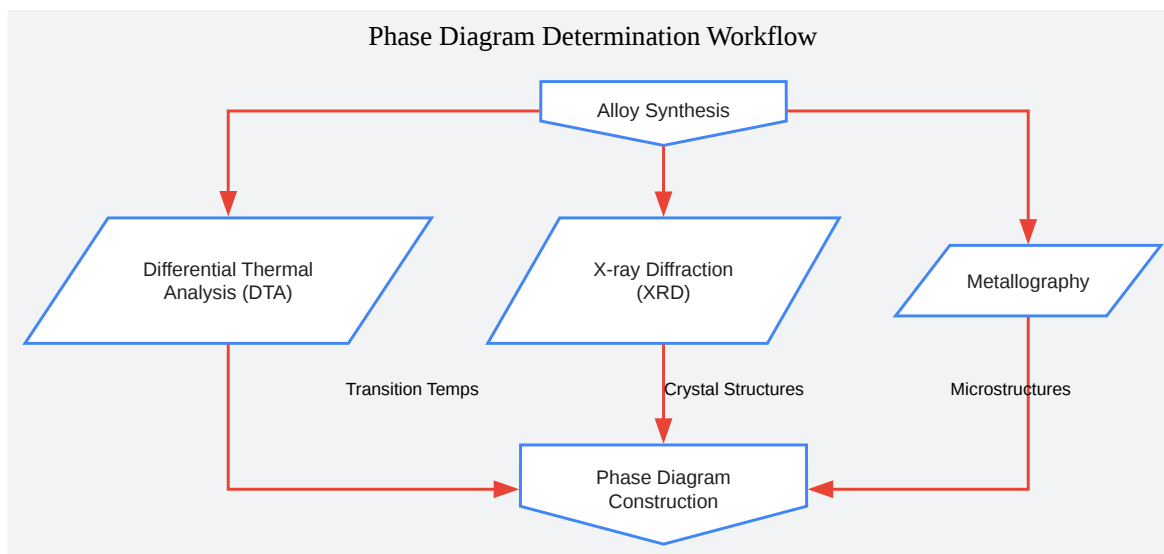 Phase Diagram Determination Workflow
Alloy Synthesis
Differential Thermal
Analysis (DTA)
X-ray Diffraction
(XRD)
Metallography
Transition Temps
Crystal Structures
Microstructures
Phase Diagram
Construction